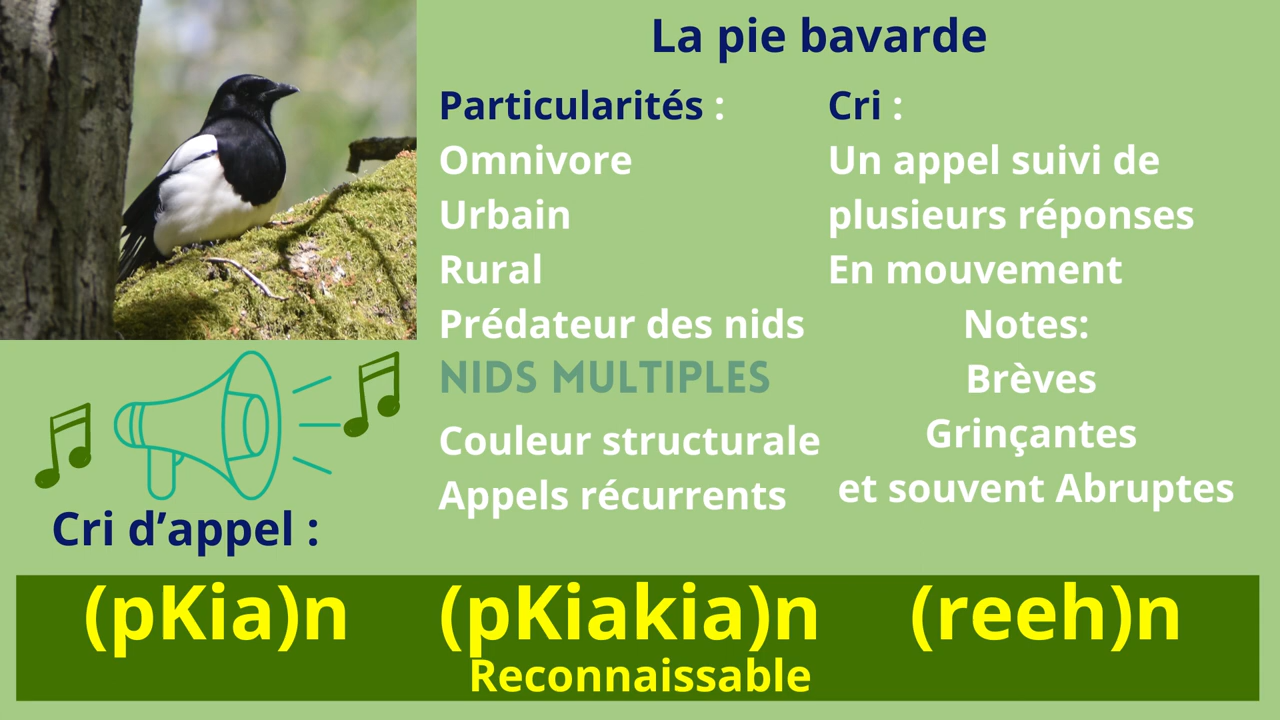 La pie bavarde
Particularités :
Omnivore
Urbain
Rural
Prédateur des nids
NIDS MULTIPLES
Couleur structurale
Appels récurrents
Cri :
Un appel suivi de
plusieurs réponses
En mouvement
Notes:
Brèves
Grinçantes
et souvent Abruptes
Cri d’appel :
(pKia)n (pKiakia)n (reeh)n
Reconnaissable